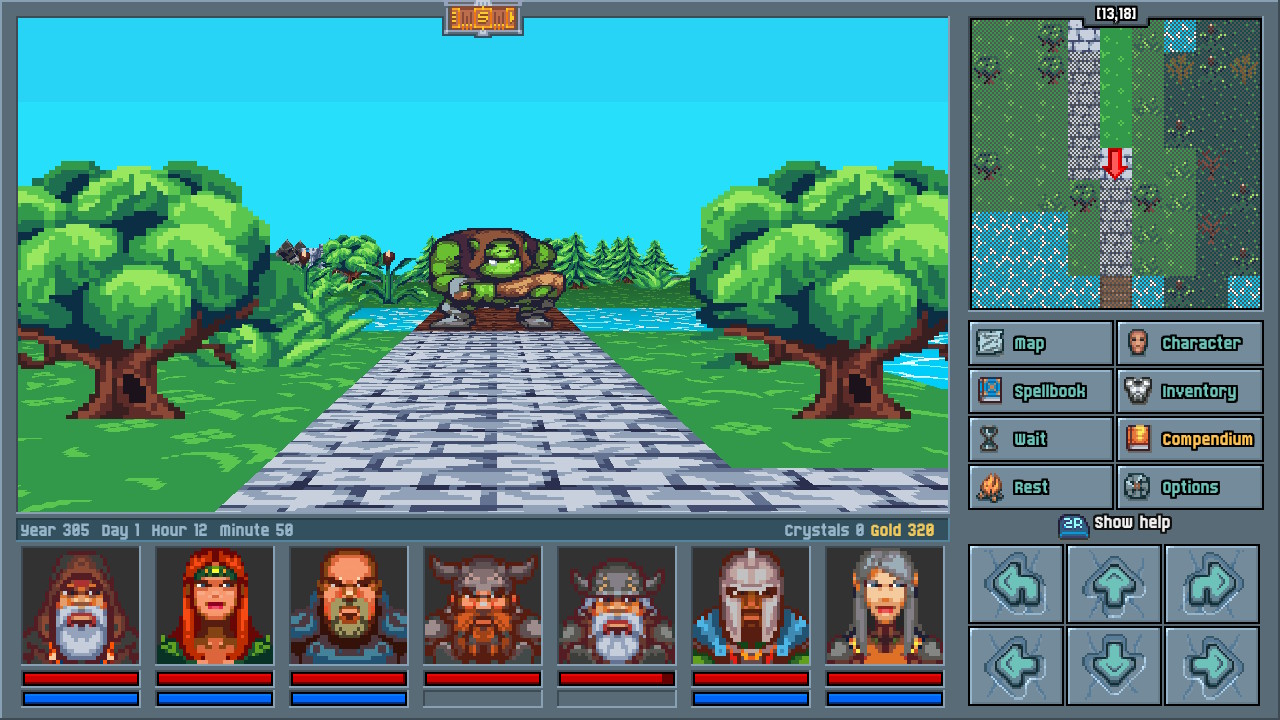 S
[13,18]
Map
Character
Spellbook
Inventory
Wait
Compendium
Rest
Options
2R Show help
Year 305 Day 1 Hour 12 Minute 50
Crystals 0 Gold 320